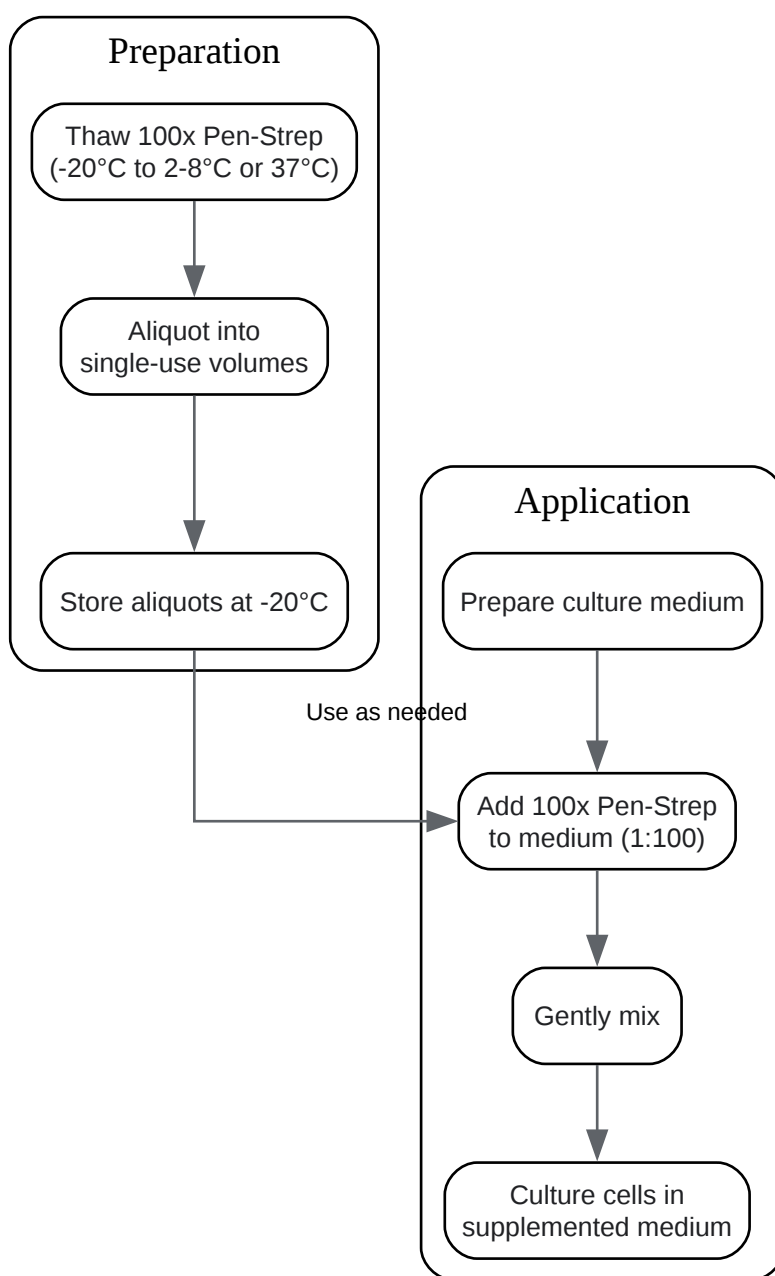 Preparation
Thaw 100x Pen-Strep
(-20°C to 2-8°C or 37°C)
Aliquot into
single-use volumes
Store aliquots at -20°C
Use as needed
Application
Prepare culture medium
Add 100x Pen-Strep
to medium (1:100)
Gently mix
Culture cells in
supplemented medium